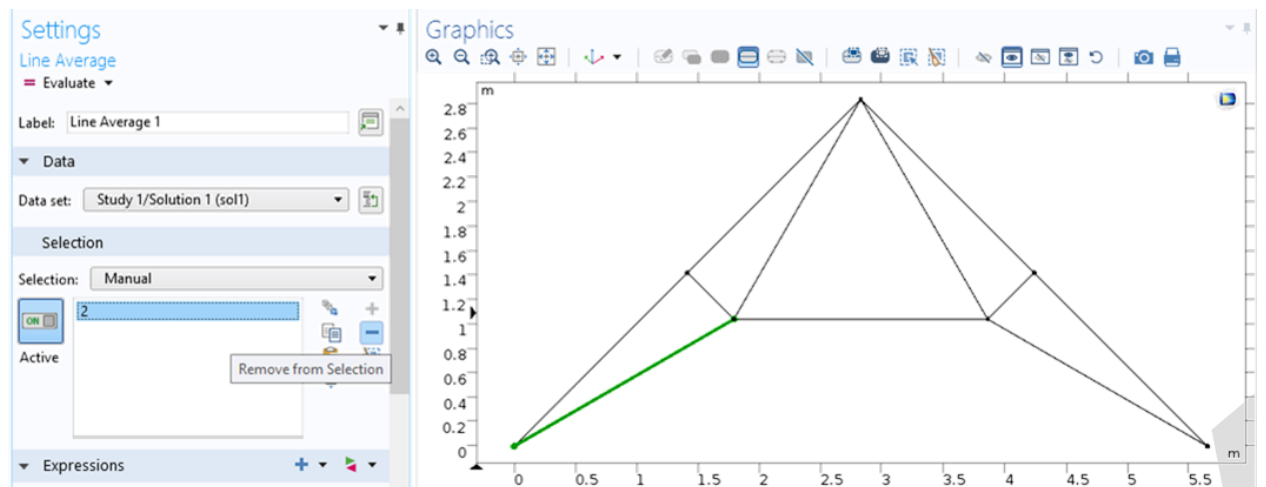 Settings
Line Average
= Evaluate
Label: Line Average 1
Data
Data set: Study 1/Solution 1 (sol1)
Selection
Selection: Manual
ON
2
Active
Remove from Selection
Expressions
Graphics
m
2.8
2.6
2.4
2.2
2
1.8
1.6
1.4
1.2
1
0.8
0.6
0.4
0.2
0
m
0 0.5 1 1.5 2 2.5 3 3.5 4 4.5 5 5.5